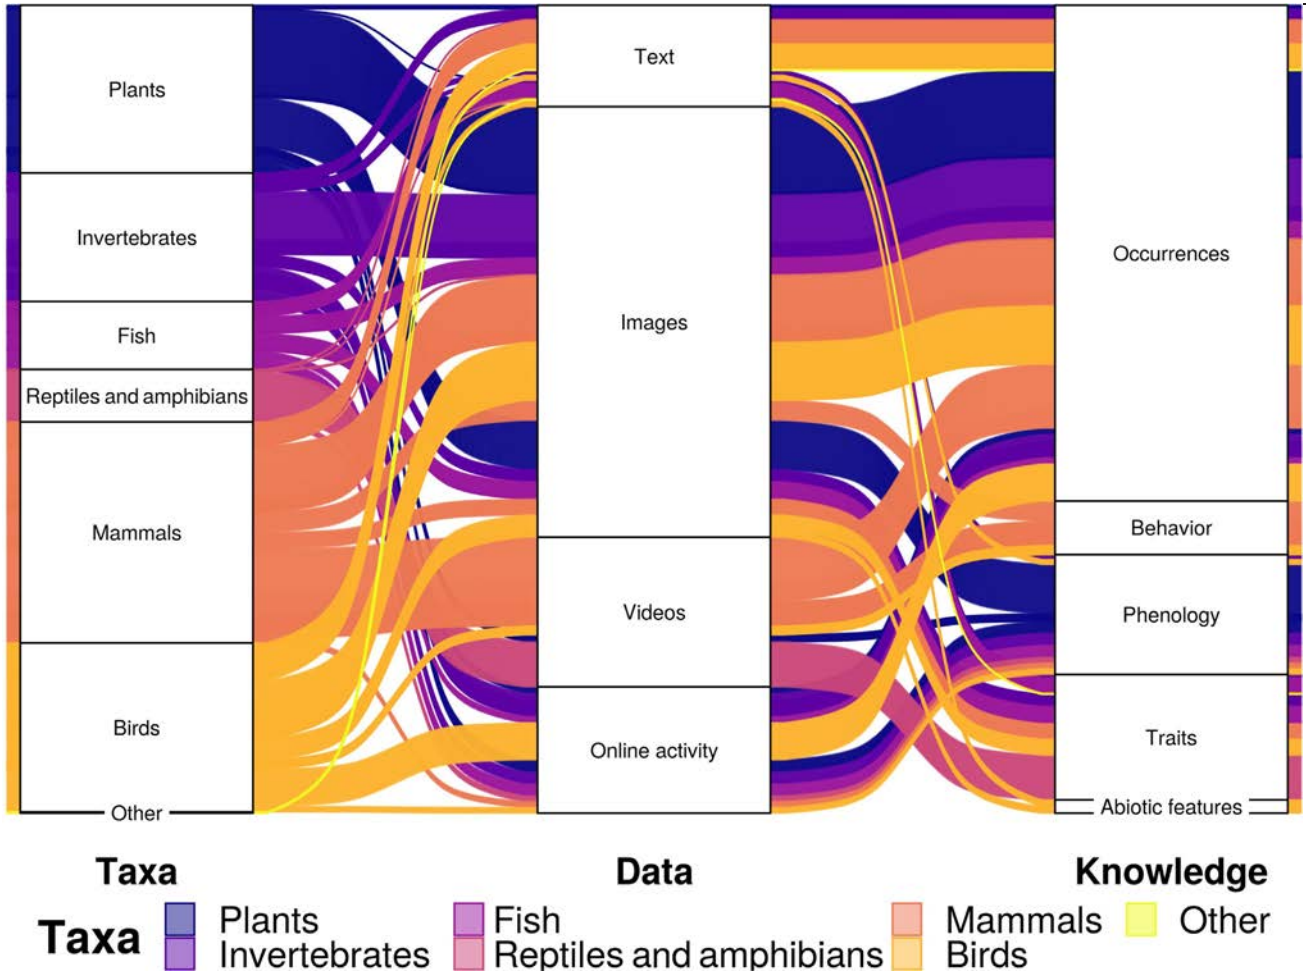 Plants
Invertebrates
Fish
Reptiles and amphibians
Mammals
Birds
Other
Text
Images
Videos
Online activity
Occurrences
Behavior
Phenology
Traits
Abiotic features
Taxa Data Knowledge
Taxa
Plants Fish Mammals Other
Invertebrates Reptiles and amphibians Birds